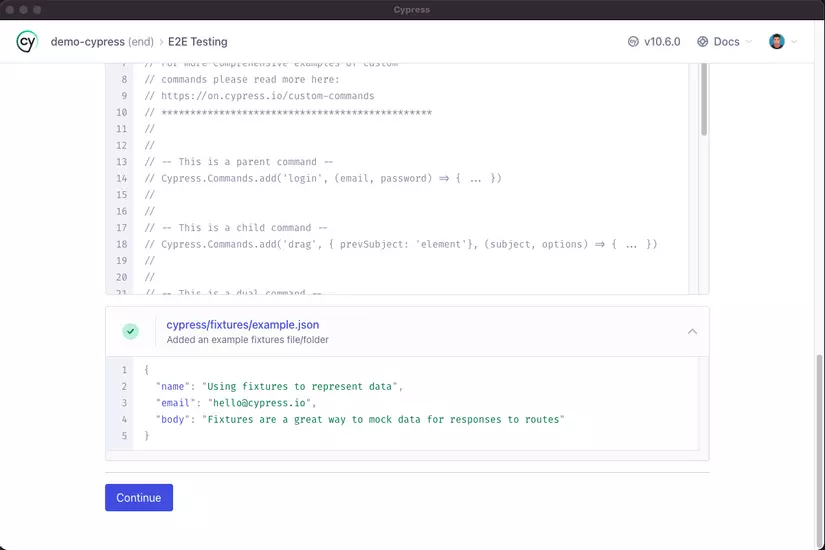 Cypress
cy demo-cypress (end) › E2E Testing
cy v10.6.0 Docs
7 // For more comprehensive examples of custom
8 // commands please read more here:
9 // https://on.cypress.io/custom-commands
10 // ***********************************************
11 //
12 //
13 // -- This is a parent command --
14 // Cypress.Commands.add('login', (email, password) => { ... })
15 //
16 //
17 // -- This is a child command --
18 // Cypress.Commands.add('drag', { prevSubject: 'element'}, (subject, options) => { ... })
19 //
20 //
21 // -- This is a dual command --
cypress/fixtures/example.json
Added an example fixtures file/folder
1 {
2 "name": "Using fixtures to represent data",
3 "email": "hello@cypress.io",
4 "body": "Fixtures are a great way to mock data for responses to routes"
5 }
Continue